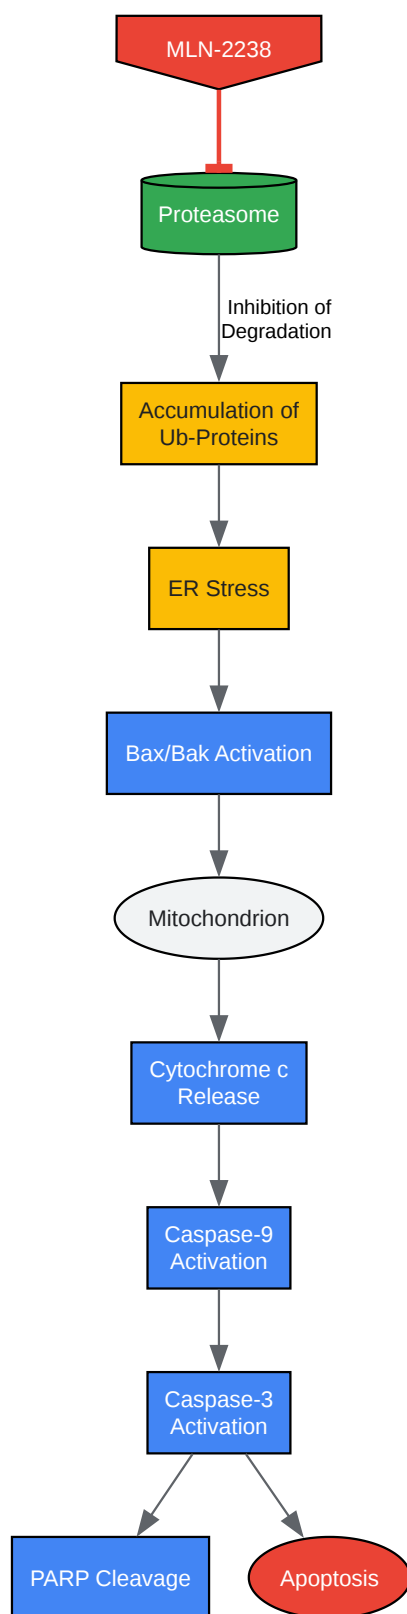 MLN-2238
Proteasome
Inhibition of
Degradation
Accumulation of
Ub-Proteins
ER Stress
Bax/Bak Activation
Mitochondrion
Cytochrome c
Release
Caspase-9
Activation
Caspase-3
Activation
PARP Cleavage
Apoptosis